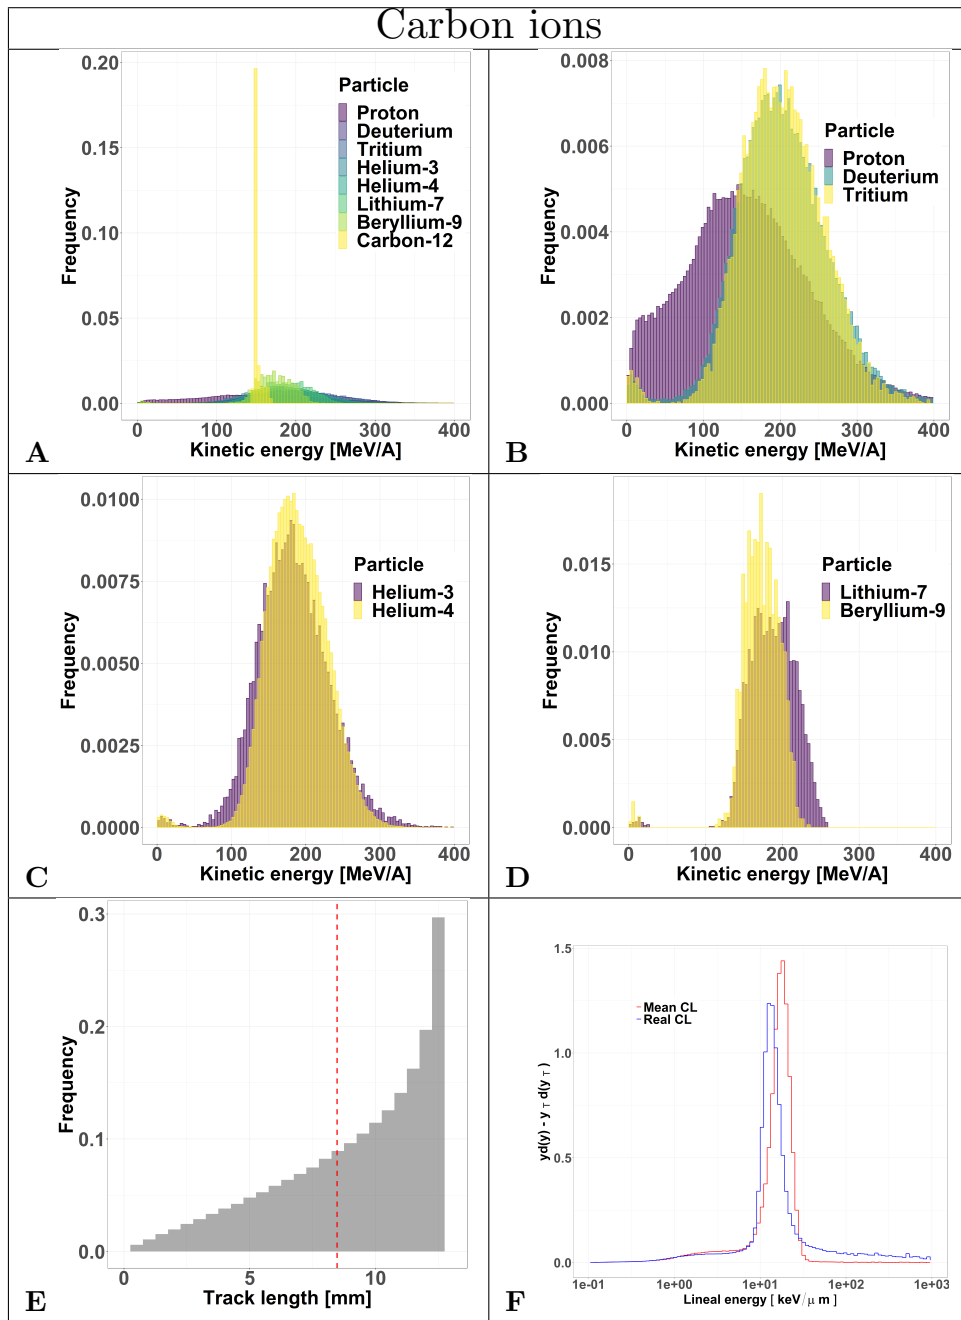 Carbon ions
0.20
0.15
0.10
0.05
0.00
Frequency
Particle
Proton
Deuterium
Tritium
Helium-3
Helium-4
Lithium-7
Beryllium-9
Carbon-12
0 100 200 300 400
Kinetic energy [MeV/A]
A
0.008
0.006
0.004
0.002
0.000
Frequency
Particle
Proton
Deuterium
Tritium
0 100 200 300 400
Kinetic energy [MeV/A]
B
0.0100
0.0075
0.0050
0.0025
0.0000
Frequency
Particle
Helium-3
Helium-4
0 100 200 300 400
Kinetic energy [MeV/A]
C
0.015
0.010
0.005
0.000
Frequency
Particle
Lithium-7
Beryllium-9
0 100 200 300 400
Kinetic energy [MeV/A]
D
0.3
0.2
0.1
0.0
Frequency
0 5 10
Track length [mm]
E
1.5
1.0
0.5
0.0
yd(y) - y τ d(y τ )
Mean CL
Real CL
1e-01 1e+00 1e+01 1e+02 1e+03
Lineal energy [ keV/μ m ]
F